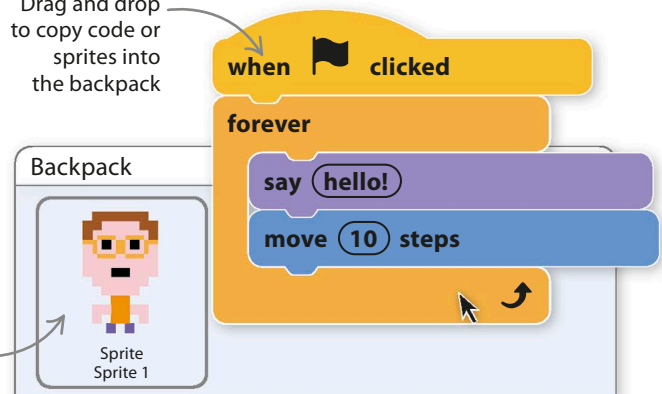 Drag and drop
to copy code or
sprites into
the backpack
when clicked
forever
say hello!
move 10 steps
Backpack
Sprite
Sprite 1